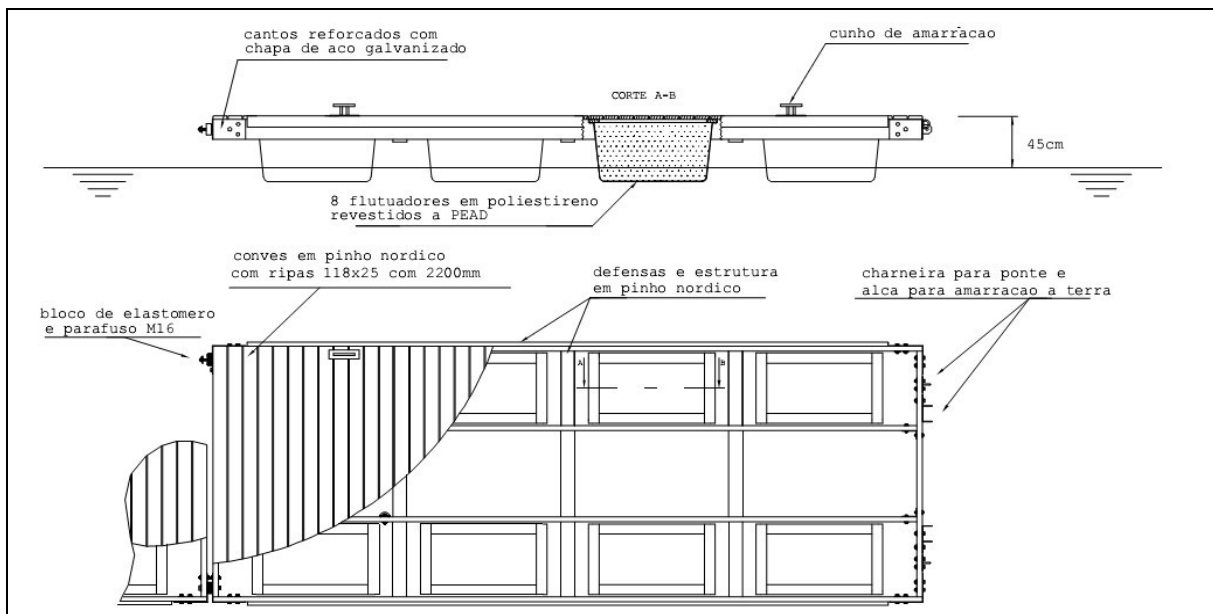 cantos reforcados com
chapa de aco galvanizado
cunho de amarracao
CORTE A-B
45cm
8 flutuadores em poliestireno
revestidos a PEAD
conves em pinho nordico
com ripas 118x25 com 2200mm
defensas e estrutura
em pinho nordico
charneira para ponte e
alca para amarracao a terra
bloco de elastomero
e parafuso M16
A
B